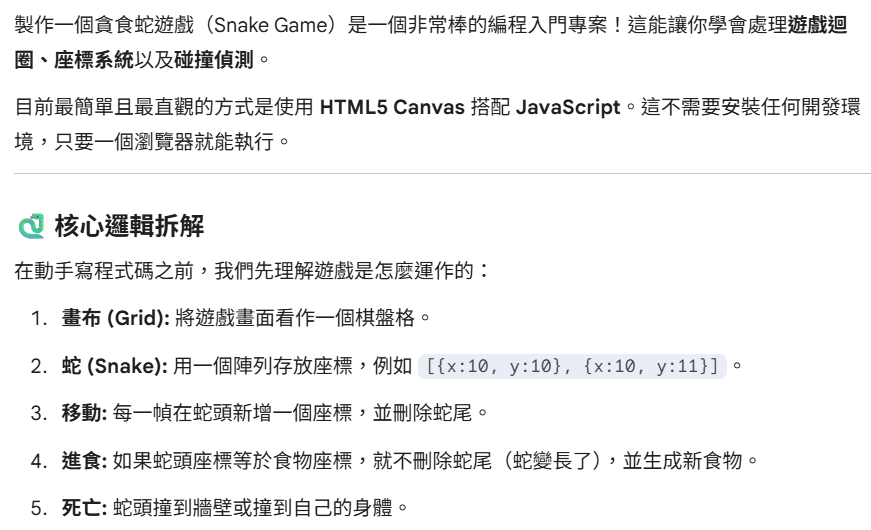 製作一個貪食蛇遊戲（Snake Game）是一個非常棒的編程入門專案！這能讓你學會處理遊戲迴
圈、座標系統以及碰撞偵測。
目前最簡單且最直觀的方式是使用 HTML5 Canvas 搭配 JavaScript。這不需要安裝任何開發環
境，只要一個瀏覽器就能執行。
核心邏輯拆解
在動手寫程式碼之前，我們先理解遊戲是怎麼運作的：
1. 畫布 (Grid): 將遊戲畫面看作一個棋盤格。
2. 蛇 (Snake): 用一個陣列存放座標，例如 [{x:10, y:10}, {x:10, y:11}] 。
3. 移動: 每一幀在蛇頭新增一個座標，並刪除蛇尾。
4. 進食: 如果蛇頭座標等於食物座標，就不刪除蛇尾（蛇變長了），並生成新食物。
5. 死亡: 蛇頭撞到牆壁或撞到自己的身體。